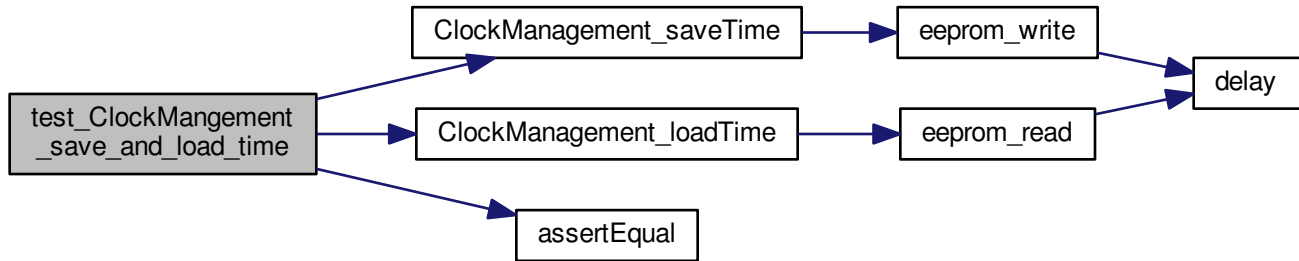 ClockManagement_saveTime
eeprom_write
delay
test_ClockMangement
_save_and_load_time
ClockManagement_loadTime
eeprom_read
assertEqual